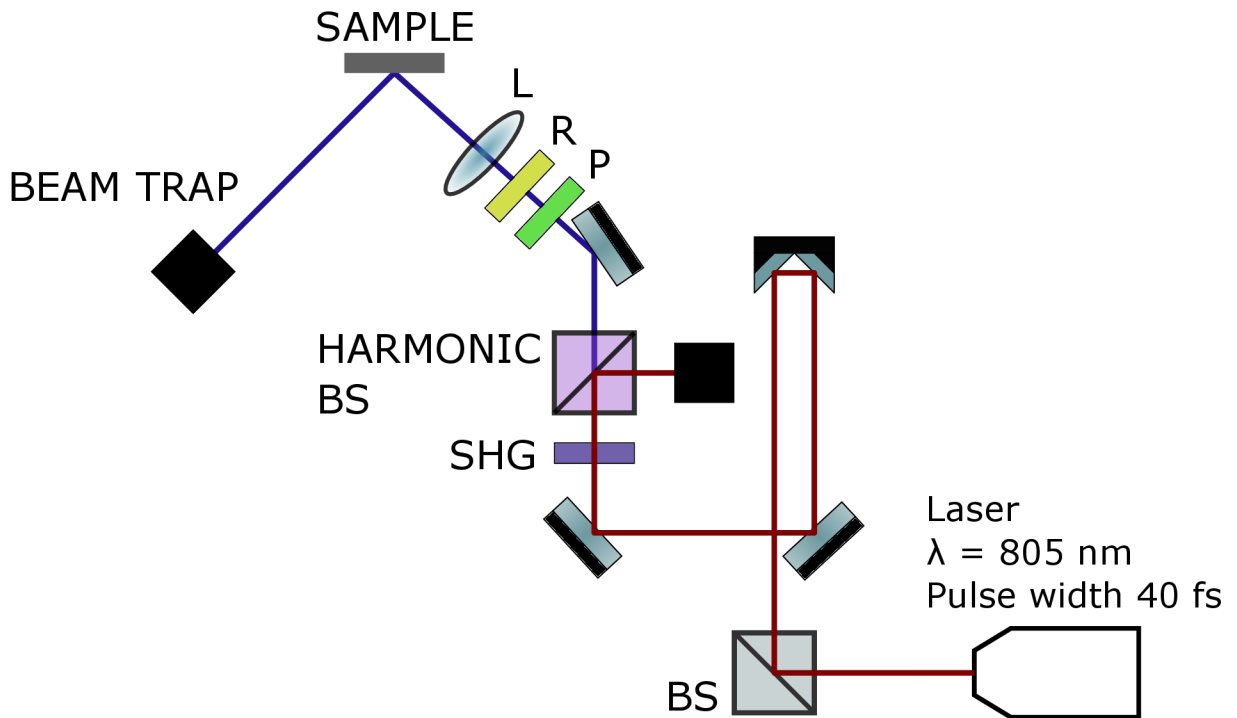 SAMPLE
L
R
P
BEAM TRAP
HARMONIC
BS
SHG
Laser
λ = 805 nm
Pulse width 40 fs
BS